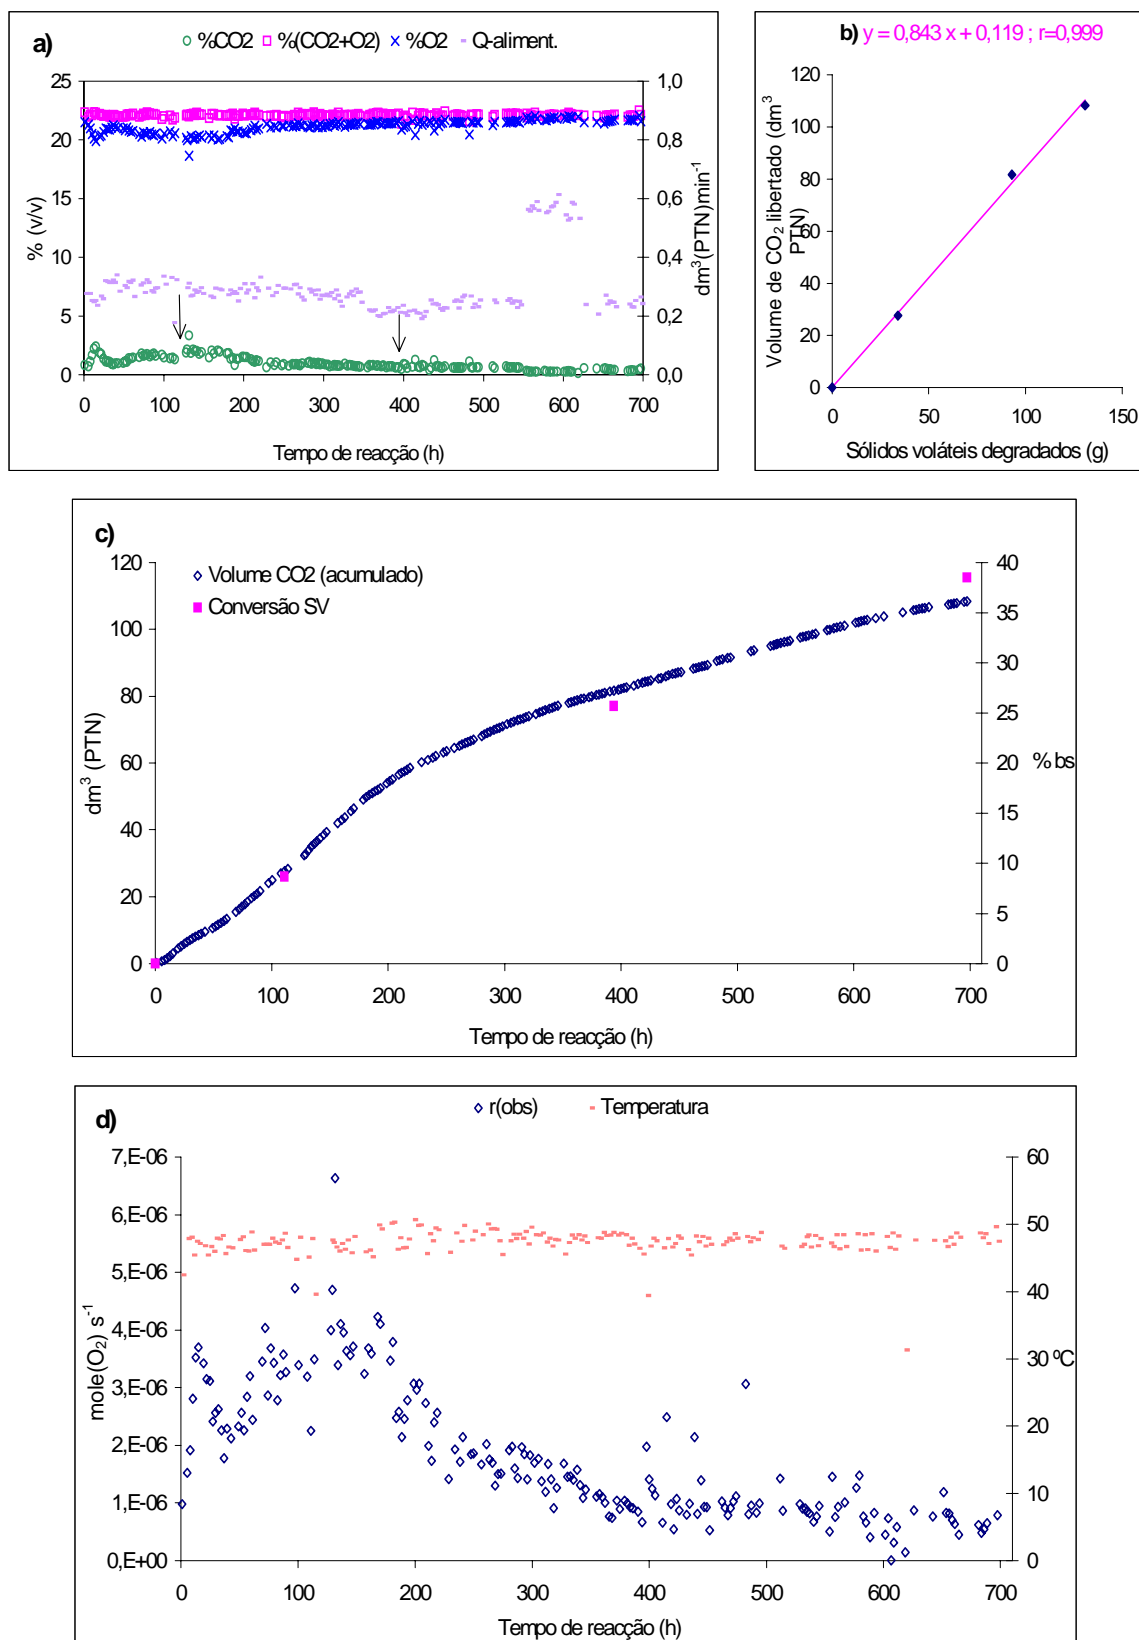 a)
%CO2 %(CO2+O2) %O2 Q-aliment.
25
20
15
10
5
0
% (v/v)
1,0
0,8
0,6
0,4
0,2
0,0
dm³(PTN)min⁻¹
0 100 200 300 400 500 600 700
Tempo de reacção (h)
b) y = 0,843 x + 0,119 ; r=0,999
120
100
80
60
40
20
0
Volume de CO₂ libertado (dm³
PTN)
0 50 100 150
Sólidos voláteis degradados (g)
c)
Volume CO2 (acumulado)
Conversão SV
120
100
80
60
40
20
0
dm³ (PTN)
40
35
30
25
20
15
10
5
0
% bs
0 100 200 300 400 500 600 700
Tempo de reacção (h)
d)
r(obs) Temperatura
7,E-06
6,E-06
5,E-06
4,E-06
3,E-06
2,E-06
1,E-06
0,E+00
mole(O₂) s⁻¹
60
50
40
30
20
10
0
ºC
0 100 200 300 400 500 600 700
Tempo de reacção (h)